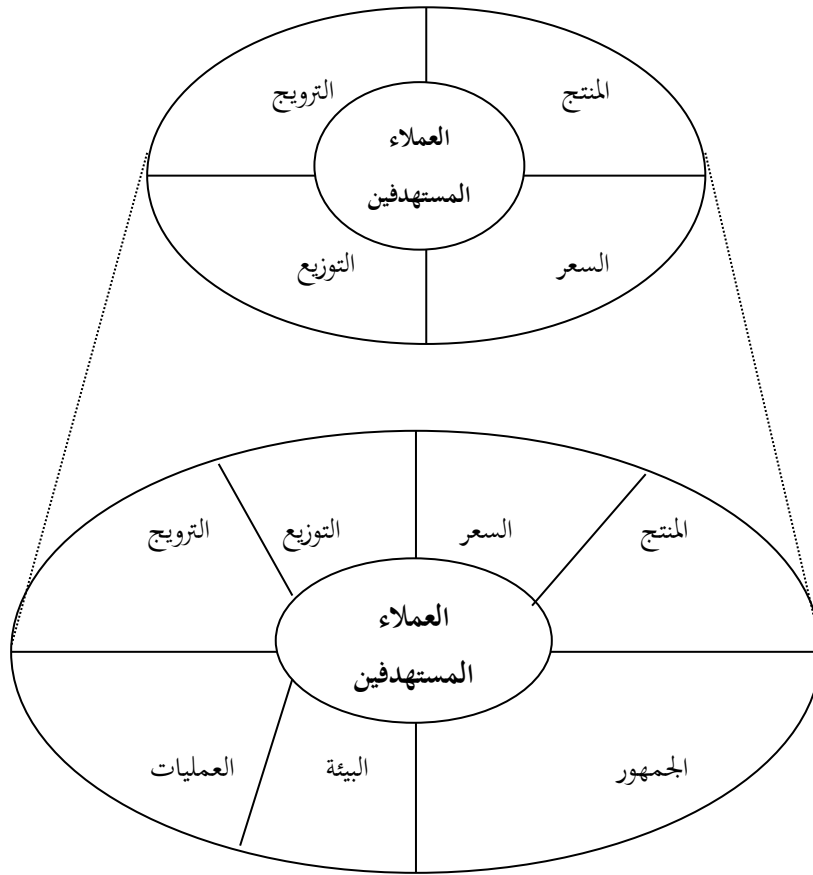 المنتج
الترويج
العملاء
المستهدفين
السعر
التوزيع
المنتج
السعر
التوزيع
الترويج
العملاء
المستهدفين
الجمهور
البيئة
العمليات